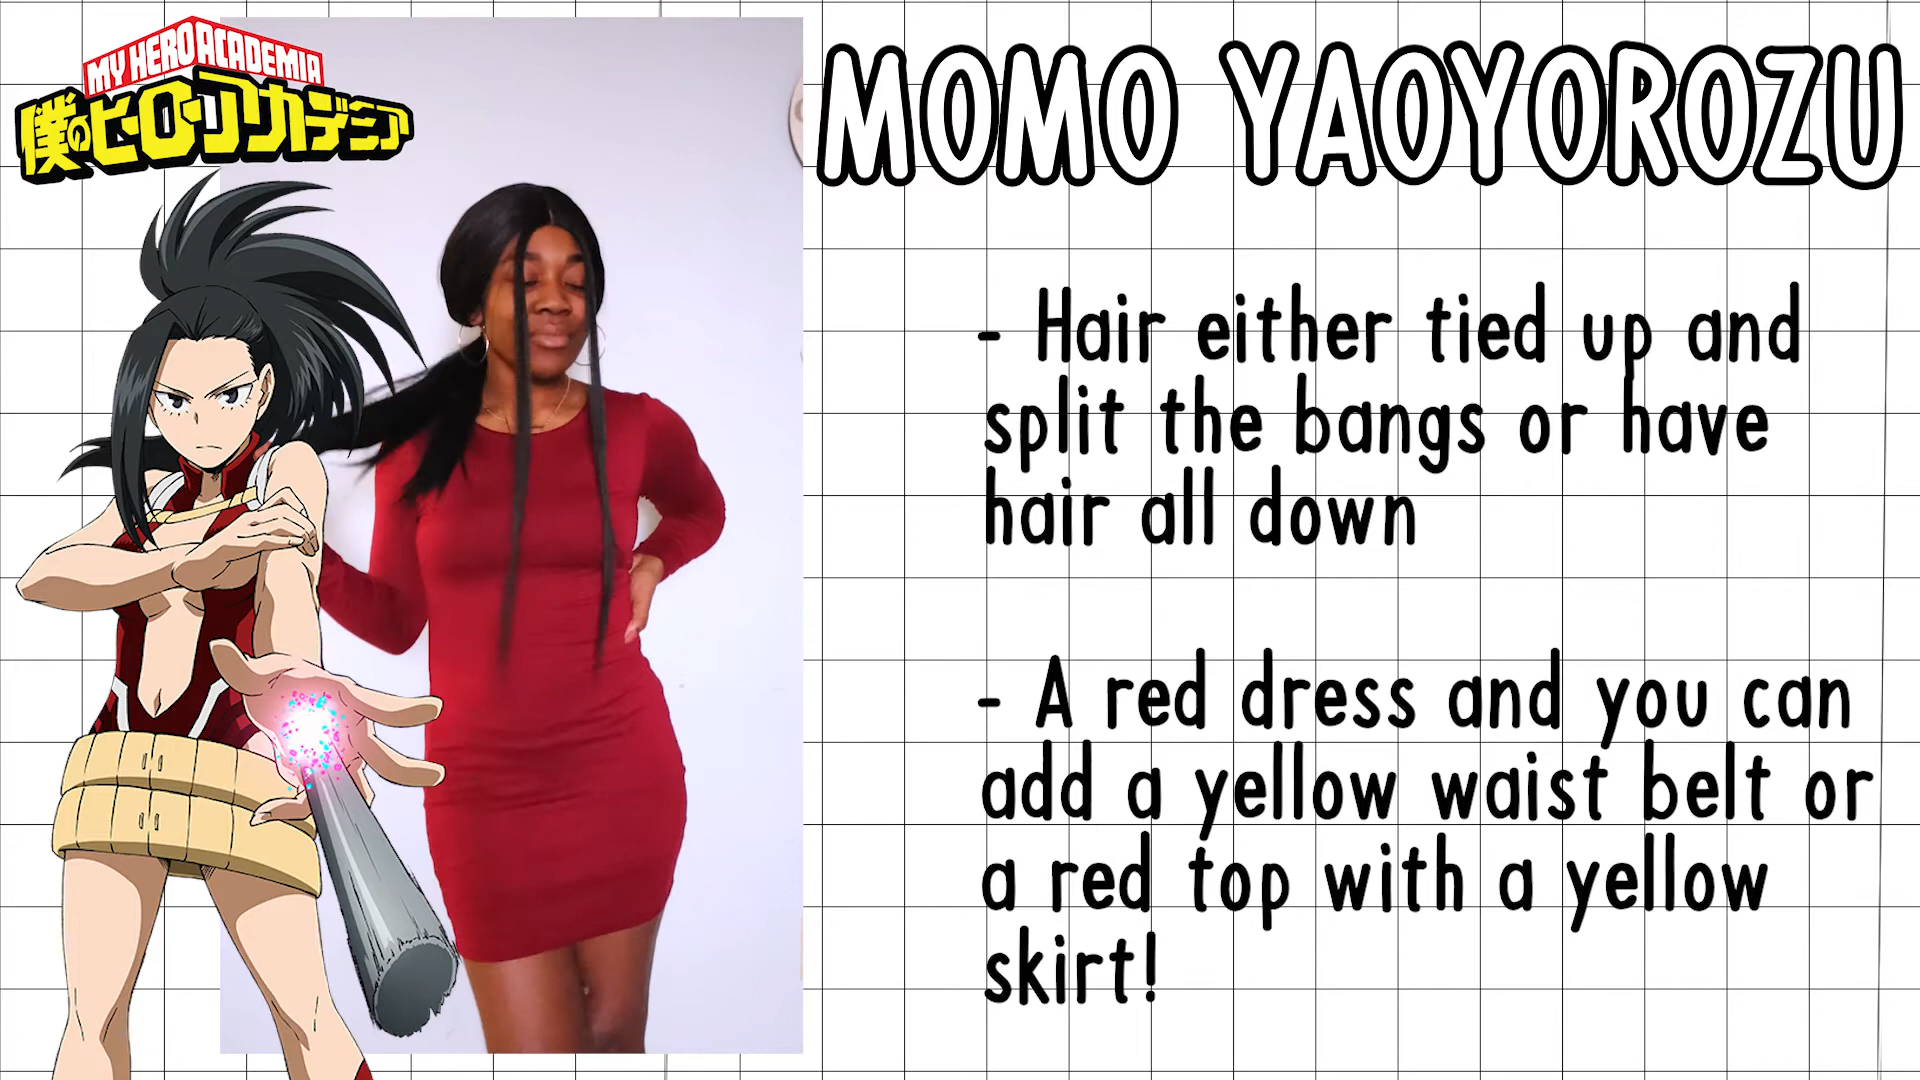 MY HERO ACADEMIA
僕のヒーローアカデミア
MOMO YAOYOROZU
- Hair either tied up and
split the bangs or have
hair all down
- A red dress and you can
add a yellow waist belt or
a red top with a yellow
skirt!